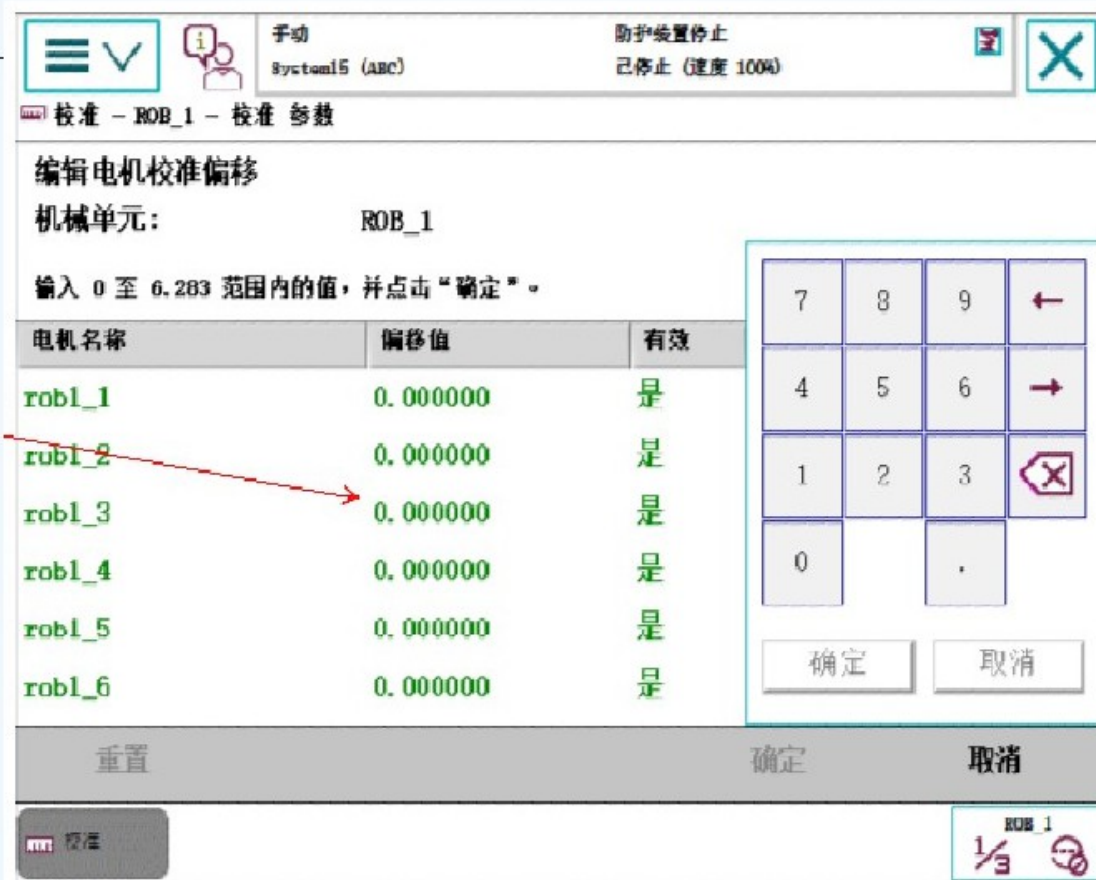 手动
防护装置停止
System15 (ABC)
已停止 (速度 100%)
校准 - ROB_1 - 校准 参数
编辑电机校准偏移
机械单元: ROB_1
输入 0 至 6.283 范围内的值，并点击“确定”。
电机名称 偏移值 有效
rob1_1 0.000000 是
rob1_2 0.000000 是
rob1_3 0.000000 是
rob1_4 0.000000 是
rob1_5 0.000000 是
rob1_6 0.000000 是
7 8 9 ←
4 5 6 →
1 2 3
0 .
确定 取消
重置 确定 取消
校准
ROB_1
1/3